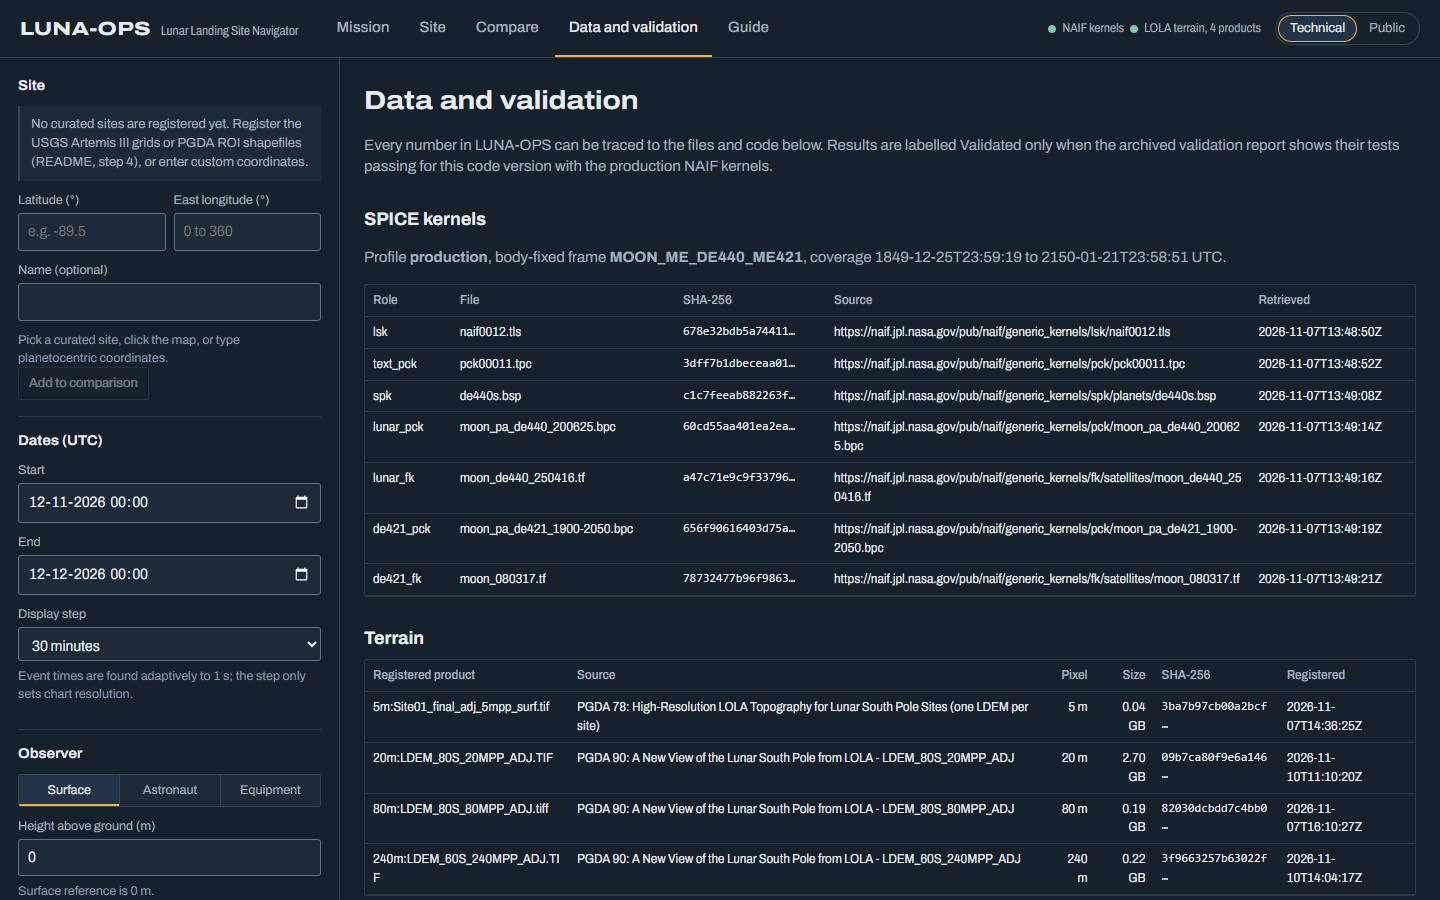 LUNA-OPS Lunar Landing Site Navigator Mission Site Compare Data and validation Guide NAIF kernels LOLA terrain, 4 products Technical Public
Site
No curated sites are registered yet. Register the
USGS Artemis III grids or PGDA ROI shapefiles
(README, step 4), or enter custom coordinates.
Latitude (°) East longitude (°)
e.g. -89.5 0 to 360
Name (optional)
Pick a curated site, click the map, or type
planetocentric coordinates.
Add to comparison
Dates (UTC)
Start
12-11-2026 00:00
End
12-12-2026 00:00
Display step
30 minutes
Event times are found adaptively to 1 s; the step only
sets chart resolution.
Observer
Surface Astronaut Equipment
Height above ground (m)
0
Surface reference is 0 m.
Data and validation
Every number in LUNA-OPS can be traced to the files and code below. Results are labelled Validated only when the archived validation report shows their tests
passing for this code version with the production NAIF kernels.
SPICE kernels
Profile production, body-fixed frame MOON_ME_DE440_ME421, coverage 1849-12-25T23:59:19 to 2150-01-21T23:58:51 UTC.
Role File SHA-256 Source Retrieved
lsk naif0012.tls 678e32bdb5a74411… https://naif.jpl.nasa.gov/pub/naif/generic_kernels/lsk/naif0012.tls 2026-11-07T13:48:50Z
text_pck pck00011.tpc 3dff7b1dbeceaa01… https://naif.jpl.nasa.gov/pub/naif/generic_kernels/pck/pck00011.tpc 2026-11-07T13:48:52Z
spk de440s.bsp c1c7feeab882263f… https://naif.jpl.nasa.gov/pub/naif/generic_kernels/spk/planets/de440s.bsp 2026-11-07T13:49:08Z
lunar_pck moon_pa_de440_200625.bpc 60cd55aa401ea2ea… https://naif.jpl.nasa.gov/pub/naif/generic_kernels/pck/moon_pa_de440_20062 2026-11-07T13:49:14Z
5.bpc
lunar_fk moon_de440_250416.tf a47c71e9c9f33796… https://naif.jpl.nasa.gov/pub/naif/generic_kernels/fk/satellites/moon_de440_25 2026-11-07T13:49:16Z
0416.tf
de421_pck moon_pa_de421_1900-2050.bpc 656f90616403d75a… https://naif.jpl.nasa.gov/pub/naif/generic_kernels/pck/moon_pa_de421_1900- 2026-11-07T13:49:19Z
2050.bpc
de421_fk moon_080317.tf 78732477b96f9863… https://naif.jpl.nasa.gov/pub/naif/generic_kernels/fk/satellites/moon_080317.tf 2026-11-07T13:49:21Z
Terrain
Registered product Source Pixel Size SHA-256 Registered
5m:Site01_final_adj_5mpp_surf.tif PGDA 78: High-Resolution LOLA Topography for Lunar South Pole Sites (one LDEM per 5 m 0.04 3ba7b97cb00a2bcf 2026-11-
site) GB … 07T14:36:25Z
20m:LDEM_80S_20MPP_ADJ.TIF PGDA 90: A New View of the Lunar South Pole from LOLA - LDEM_80S_20MPP_ADJ 20 m 2.70 09b7ca80f9e6a146 2026-11-
GB … 10T11:10:20Z
80m:LDEM_80S_80MPP_ADJ.tiff PGDA 90: A New View of the Lunar South Pole from LOLA - LDEM_80S_80MPP_ADJ 80 m 0.19 82030dcbdd7c4bb0 2026-11-
GB … 07T16:10:27Z
240m:LDEM_60S_240MPP_ADJ.TI PGDA 90: A New View of the Lunar South Pole from LOLA - LDEM_60S_240MPP_ADJ 240 0.22 3f9663257b63022f 2026-11-
F m GB … 10T14:04:17Z